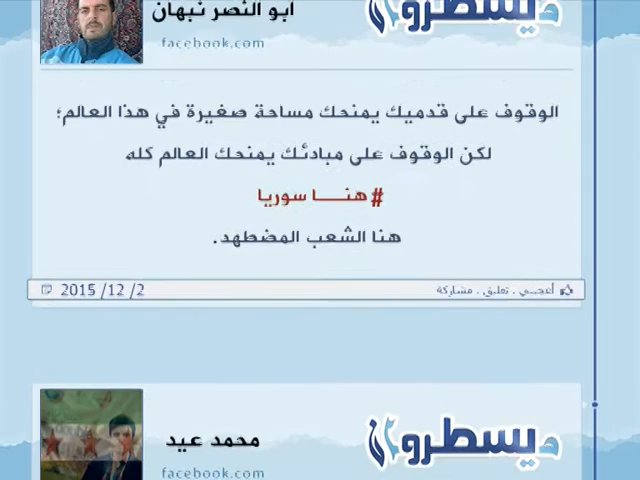 ابو النصر نبهان
يسطرون
facebook.com
الوقوف على قدميك يمنحك مساحة صغيرة في هذا العالم؛
لكن الوقوف على مبادئك يمنحك العالم كله
#هنـــا سوريا
هنا الشعب المضطهد.
أعجبني . تعليق . مشاركة
2015 /12 /2
محمد عيد
يسطرون
facebook.com